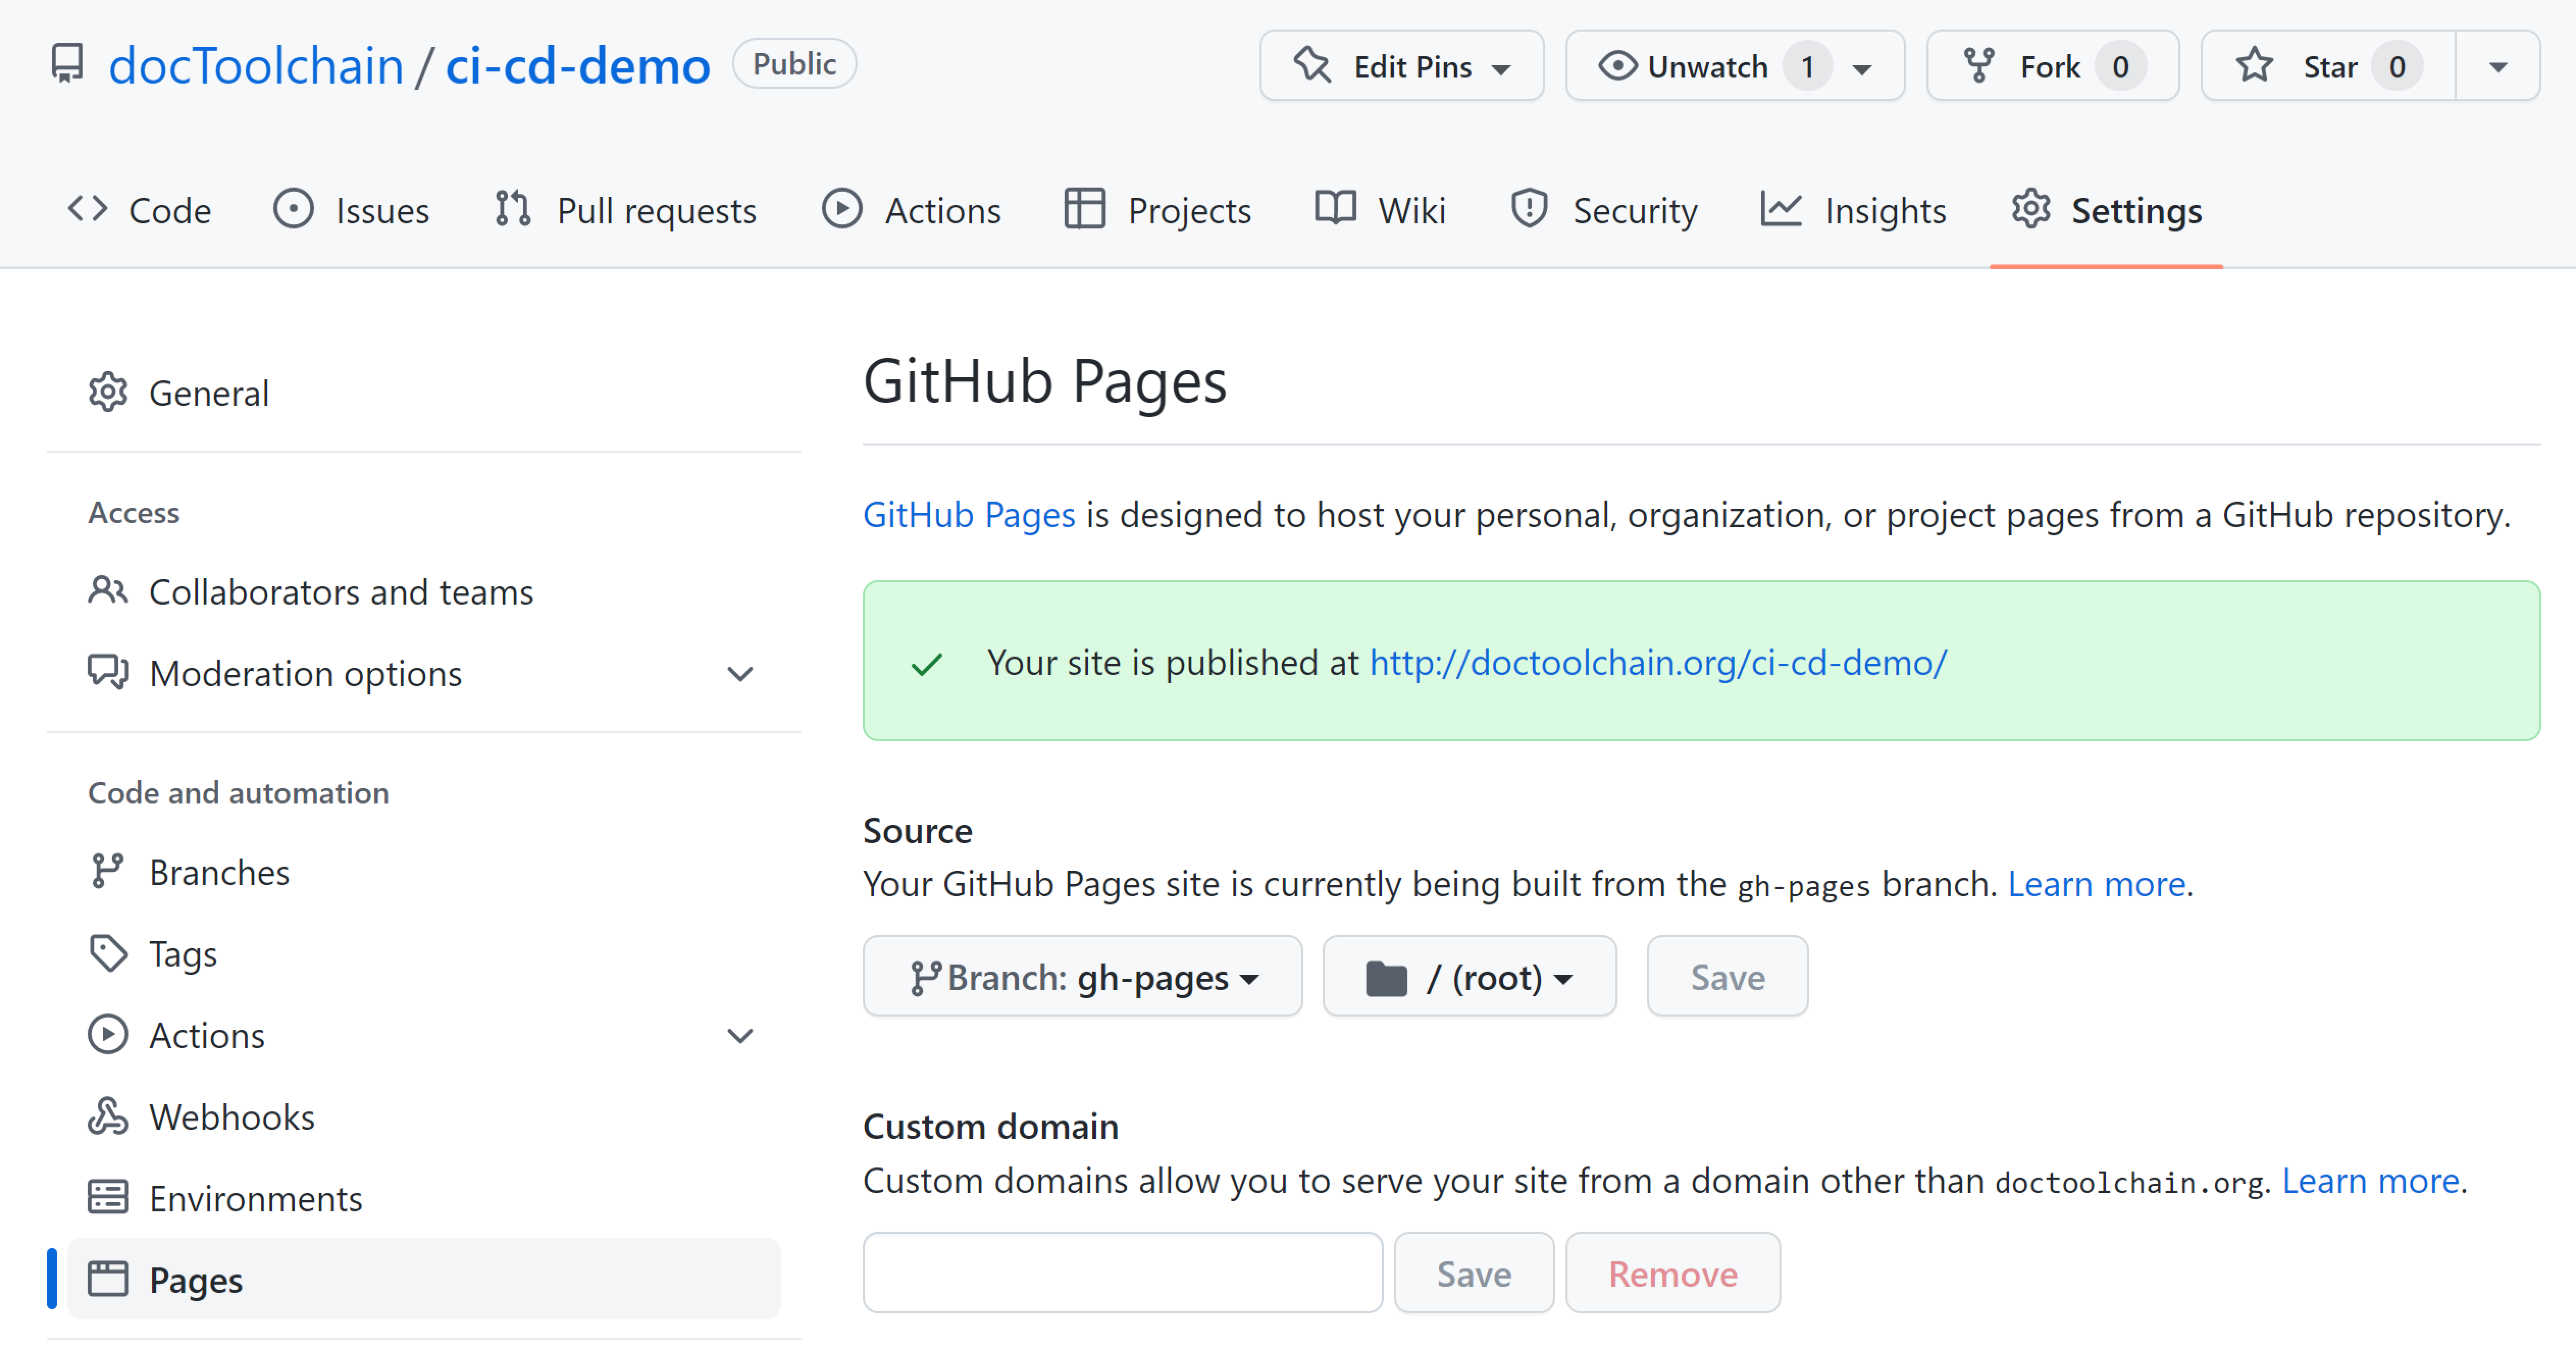 docToolchain / ci-cd-demo Public Edit Pins Unwatch 1 Fork 0 Star 0
Code Issues Pull requests Actions Projects Wiki Security Insights Settings
General
Access
Collaborators and teams
Moderation options
Code and automation
Branches
Tags
Actions
Webhooks
Environments
Pages
GitHub Pages
GitHub Pages is designed to host your personal, organization, or project pages from a GitHub repository.
Your site is published at http://doctoolchain.org/ci-cd-demo/
Source
Your GitHub Pages site is currently being built from the gh-pages branch. Learn more.
Branch: gh-pages / (root) Save
Custom domain
Custom domains allow you to serve your site from a domain other than doctoolchain.org. Learn more.
Save Remove